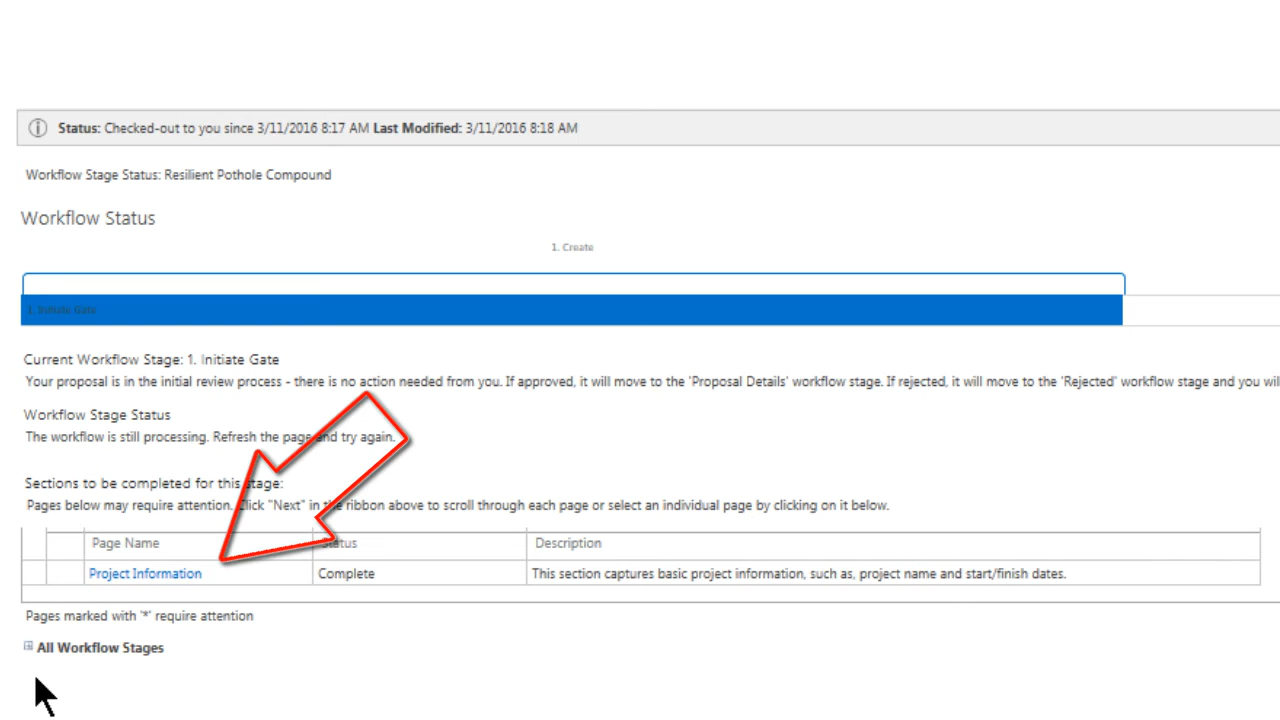 Status: Checked-out to you since 3/11/2016 8:17 AM Last Modified: 3/11/2016 8:18 AM
Workflow Stage Status: Resilient Pothole Compound
Workflow Status
1. Create
1. Initiate Gate
Current Workflow Stage: 1. Initiate Gate
Your proposal is in the initial review process - there is no action needed from you. If approved, it will move to the 'Proposal Details' workflow stage. If rejected, it will move to the 'Rejected' workflow stage and you will
Workflow Stage Status
The workflow is still processing. Refresh the page and try again.
Sections to be completed for this stage:
Pages below may require attention. Click "Next" in the ribbon above to scroll through each page or select an individual page by clicking on it below.
Page Name Status Description
Project Information Complete This section captures basic project information, such as, project name and start/finish dates.
Pages marked with '*' require attention
All Workflow Stages